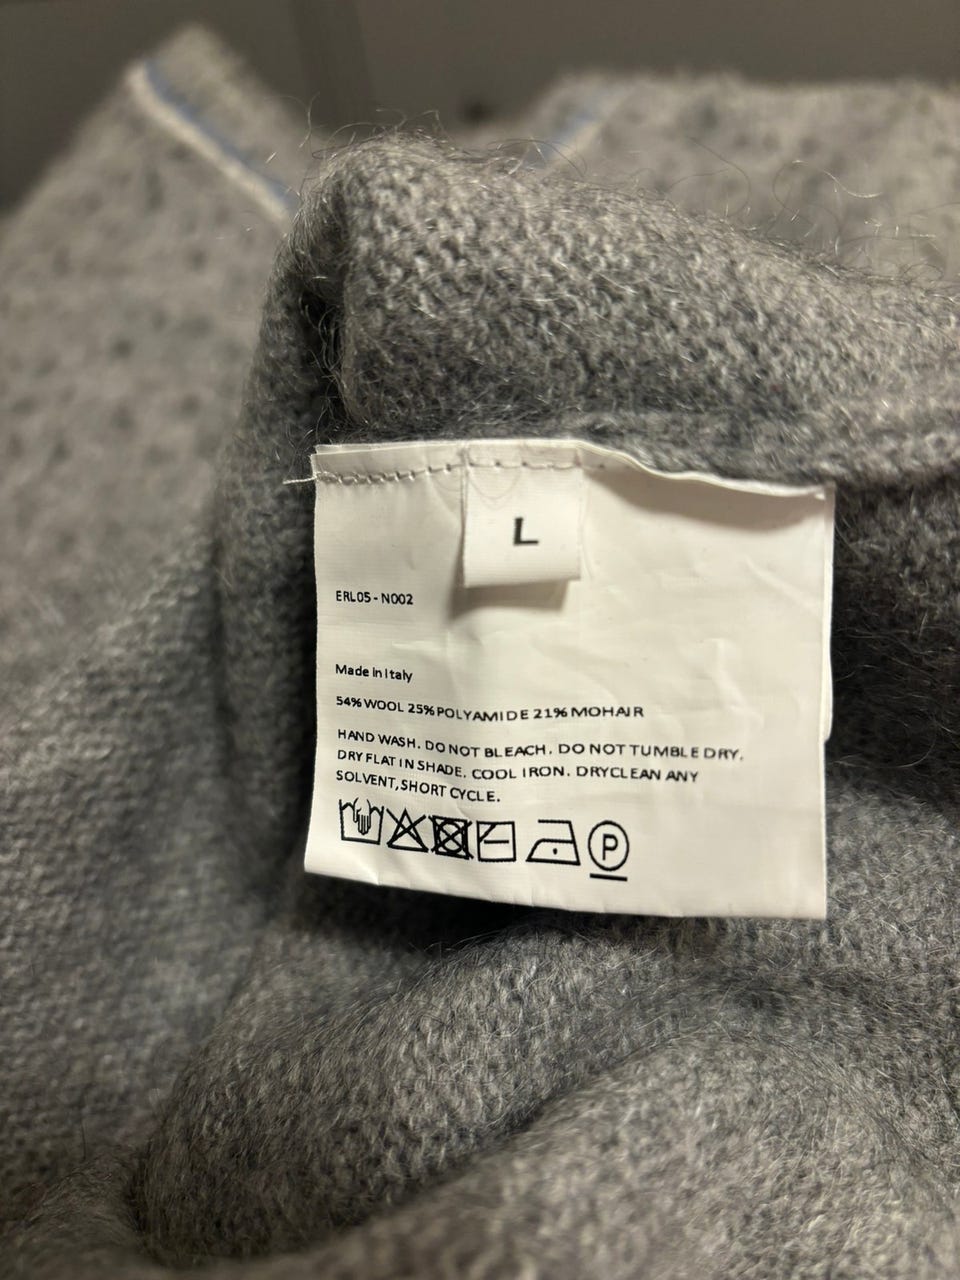 L
ERL05 - N002
Made in Italy
54% WOOL 25% POLYAMIDE 21% MOHAIR
HAND WASH. DO NOT BLEACH. DO NOT TUMBLE DRY.
DRY FLAT IN SHADE. COOL IRON. DRYCLEAN ANY
SOLVENT, SHORT CYCLE.
P